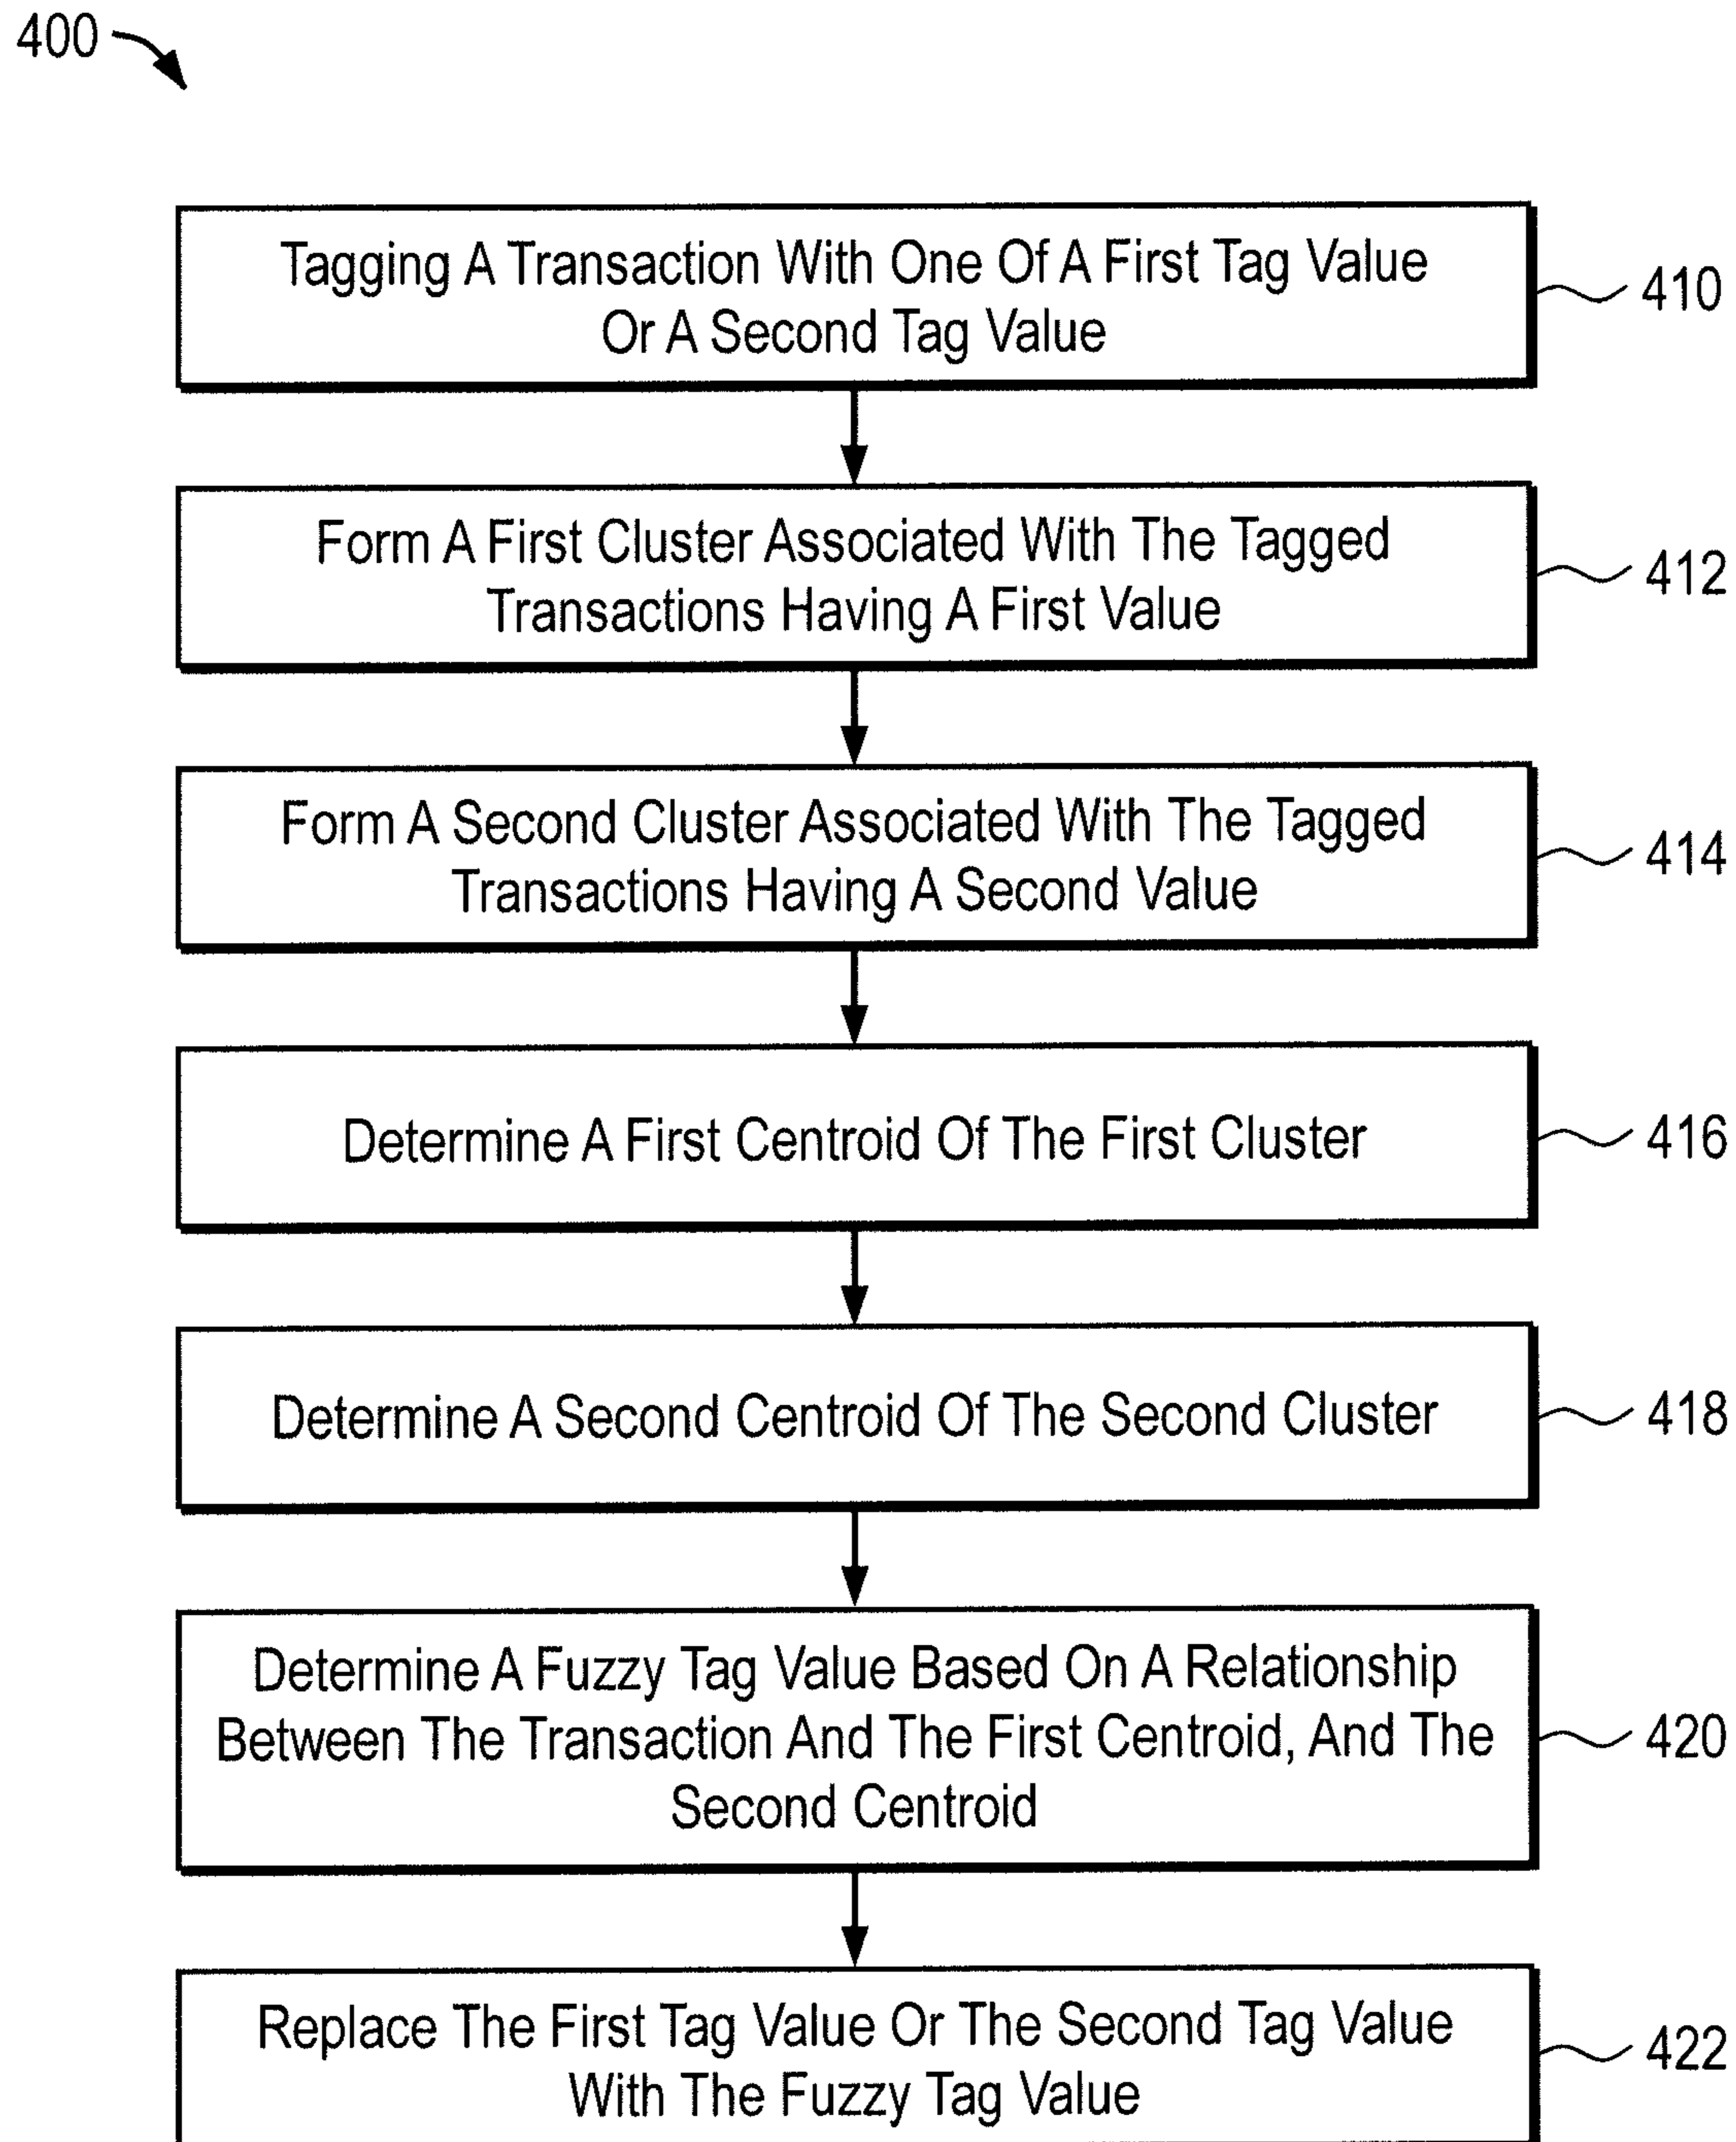 400
Tagging A Transaction With One Of A First Tag Value
Or A Second Tag Value
410
Form A First Cluster Associated With The Tagged
Transactions Having A First Value
412
Form A Second Cluster Associated With The Tagged
Transactions Having A Second Value
414
Determine A First Centroid Of The First Cluster
416
Determine A Second Centroid Of The Second Cluster
418
Determine A Fuzzy Tag Value Based On A Relationship
Between The Transaction And The First Centroid, And The
Second Centroid
420
Replace The First Tag Value Or The Second Tag Value
With The Fuzzy Tag Value
422